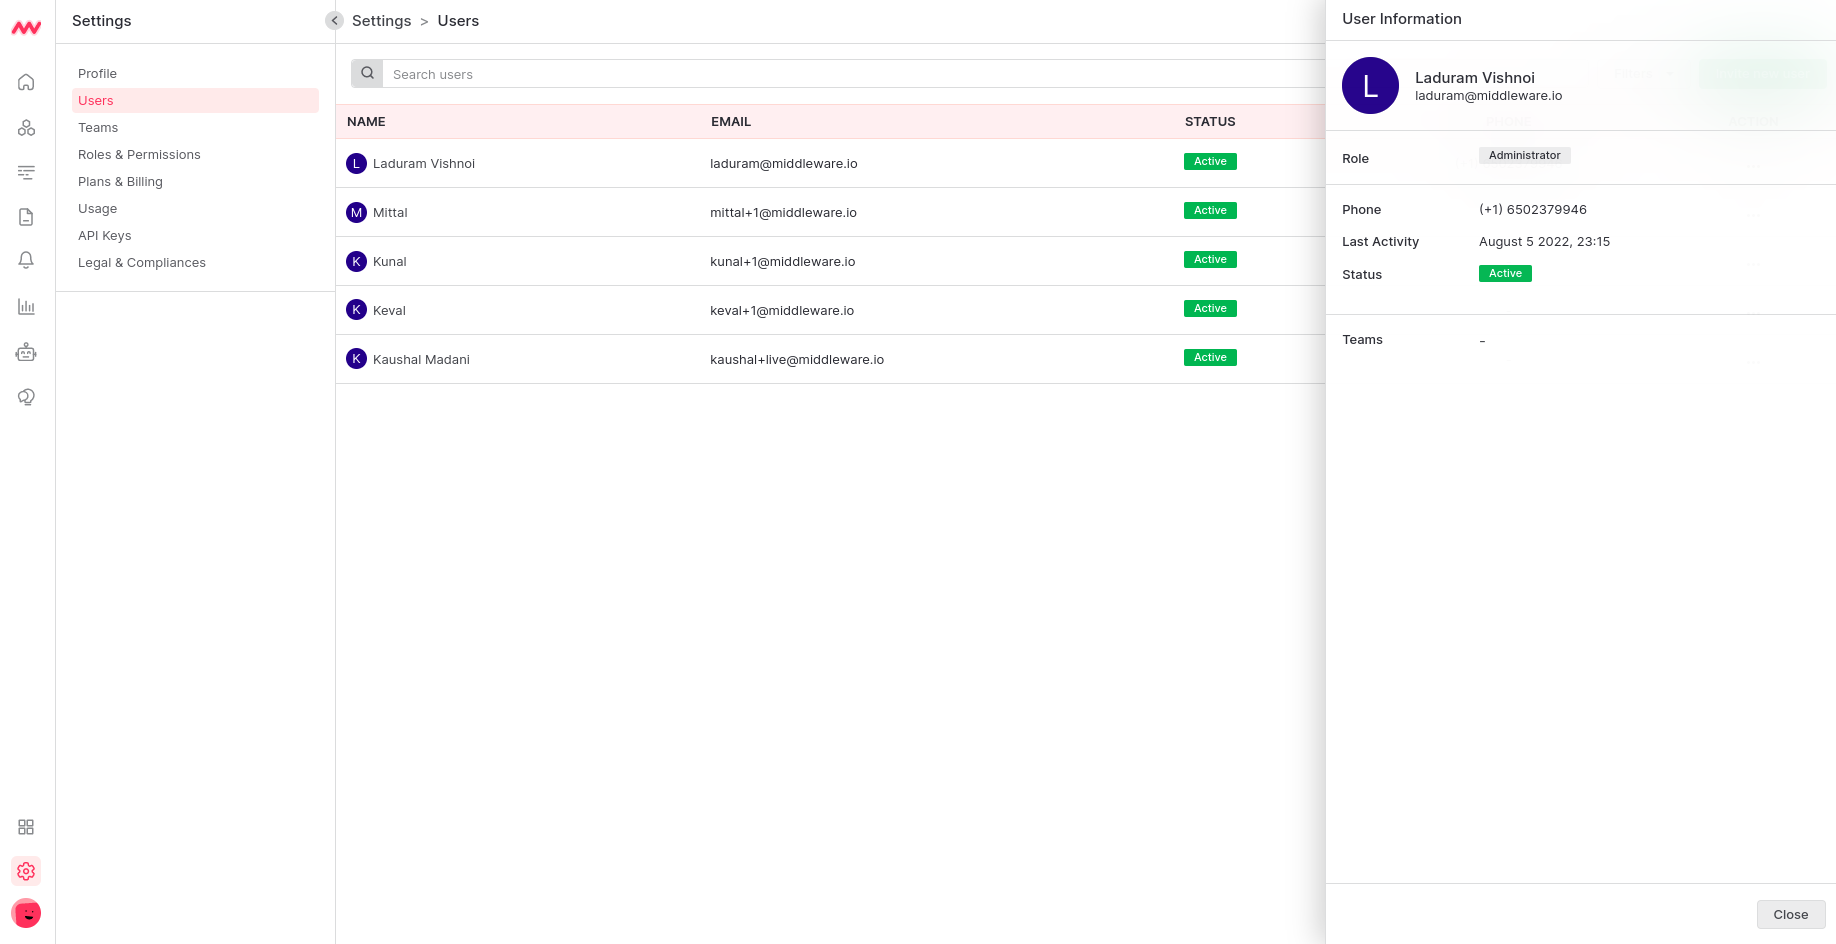 Settings
Profile
Users
Teams
Roles & Permissions
Plans & Billing
Usage
API Keys
Legal & Compliances
Settings > Users
Search users
NAME EMAIL STATUS
L Laduram Vishnoi laduram@middleware.io Active
M Mittal mittal+1@middleware.io Active
K Kunal kunal+1@middleware.io Active
K Keval keval+1@middleware.io Active
K Kaushal Madani kaushal+live@middleware.io Active
User Information
L
Laduram Vishnoi
laduram@middleware.io
Role Administrator
Phone (+1) 6502379946
Last Activity August 5 2022, 23:15
Status Active
Teams -
Close